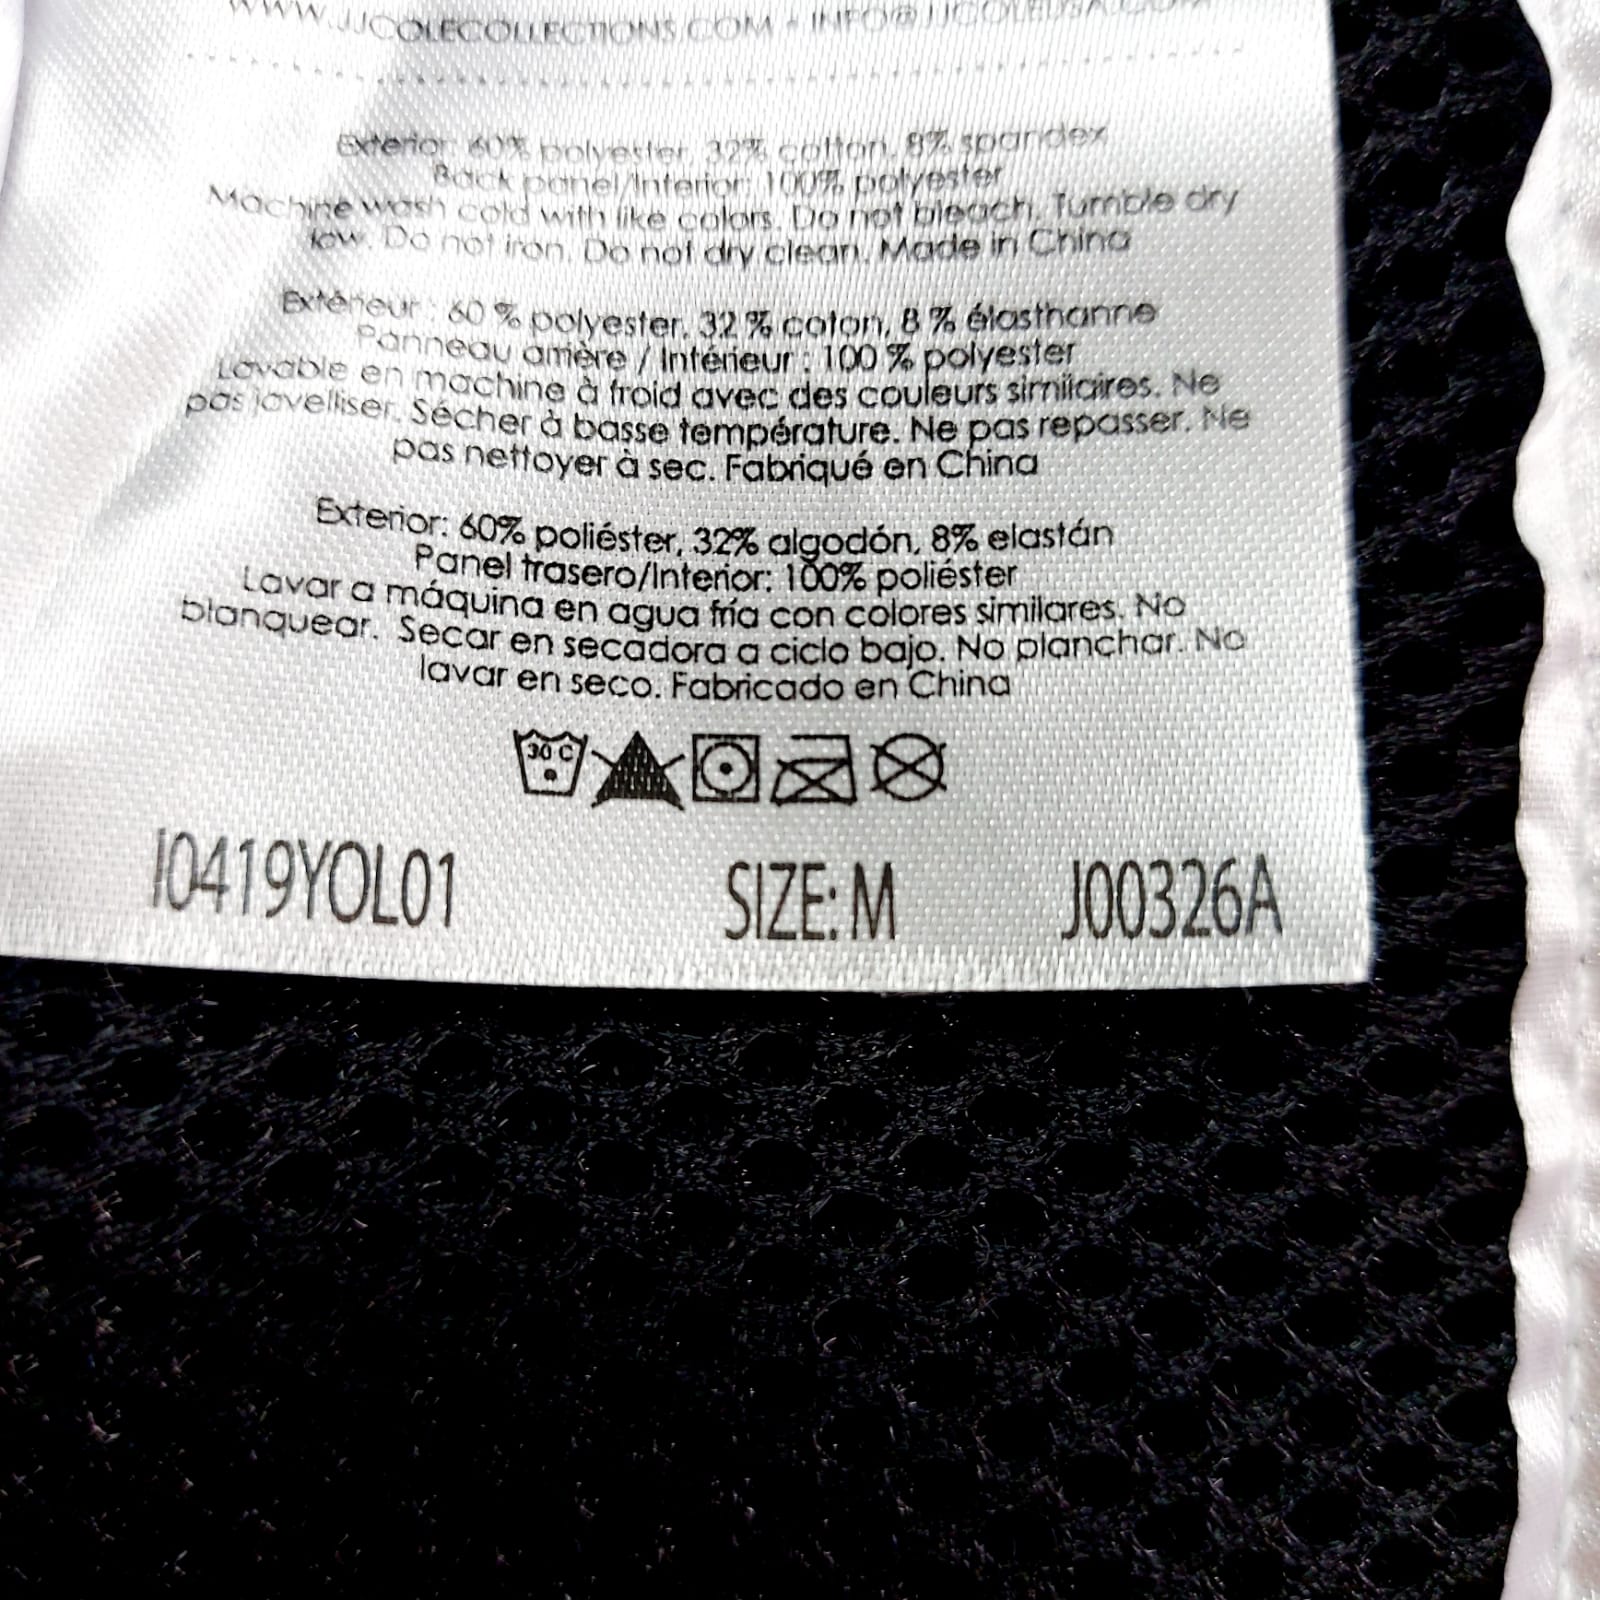 WWW.JJCOLECOLLECTIONS.COM • INFO@JJCOLEUSA.COM
Exterior: 60% polyester, 32% cotton, 8% spandex
Back panel/Interior: 100% polyester
Machine wash cold with like colors. Do not bleach. Tumble dry
low. Do not iron. Do not dry clean. Made in China
Extérieur : 60 % polyester, 32 % coton, 8 % élasthanne
Panneau arrière / Intérieur : 100 % polyester
Lavable en machine à froid avec des couleurs similaires. Ne
pas javelliser. Sécher à basse température. Ne pas repasser. Ne
pas nettoyer à sec. Fabriqué en China
Exterior: 60% poliéster, 32% algodón, 8% elastán
Panel trasero/Interior: 100% poliéster
Lavar a máquina en agua fría con colores similares. No
blanquear. Secar en secadora a ciclo bajo. No planchar. No
lavar en seco. Fabricado en China
30 C
I0419YOL01 SIZE: M J00326A